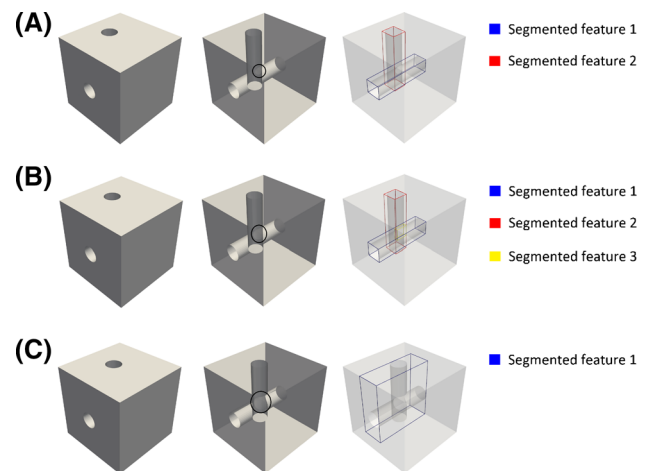 (A)
Segmented feature 1
Segmented feature 2
(B)
Segmented feature 1
Segmented feature 2
Segmented feature 3
(C)
Segmented feature 1